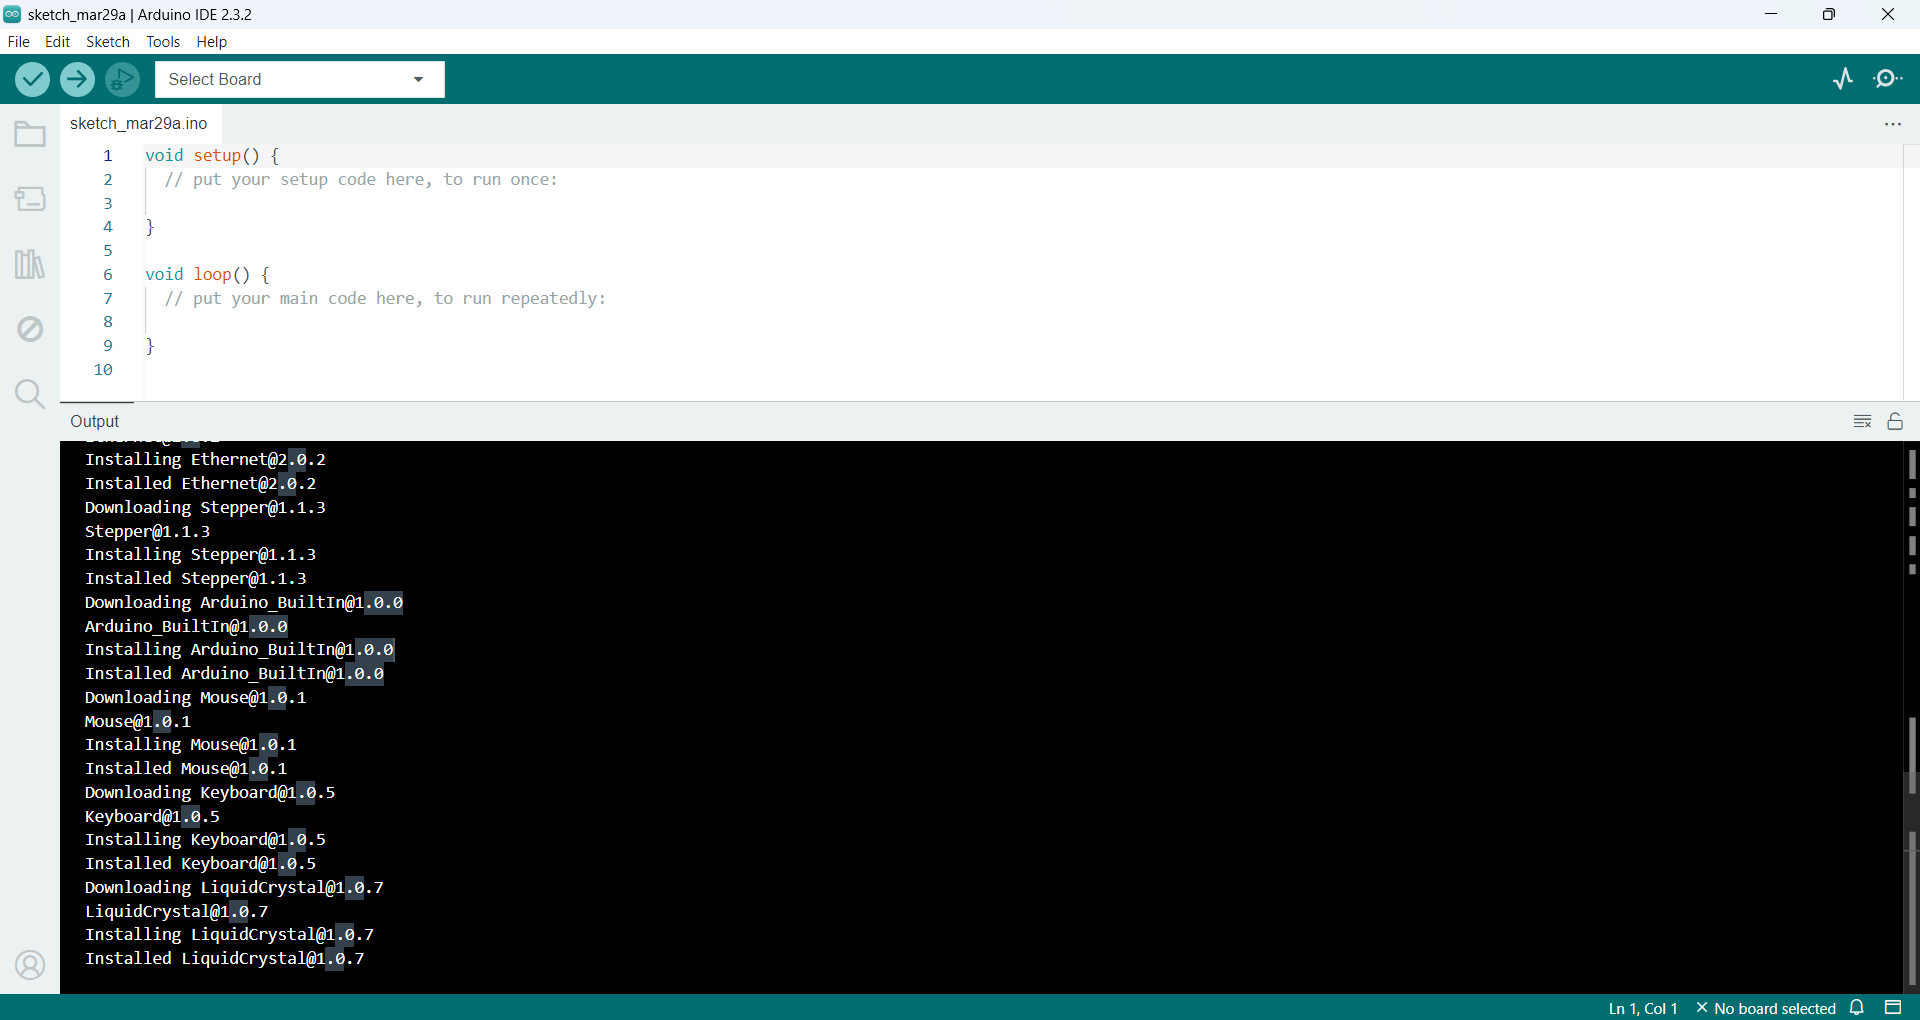 sketch_mar29a | Arduino IDE 2.3.2
File Edit Sketch Tools Help
Select Board
sketch_mar29a.ino
1 void setup() {
2 // put your setup code here, to run once:
3
4 }
5
6 void loop() {
7 // put your main code here, to run repeatedly:
8
9 }
10
Output
Installing Ethernet@2.0.2
Installed Ethernet@2.0.2
Downloading Stepper@1.1.3
Stepper@1.1.3
Installing Stepper@1.1.3
Installed Stepper@1.1.3
Downloading Arduino_BuiltIn@1.0.0
Arduino_BuiltIn@1.0.0
Installing Arduino_BuiltIn@1.0.0
Installed Arduino_BuiltIn@1.0.0
Downloading Mouse@1.0.1
Mouse@1.0.1
Installing Mouse@1.0.1
Installed Mouse@1.0.1
Downloading Keyboard@1.0.5
Keyboard@1.0.5
Installing Keyboard@1.0.5
Installed Keyboard@1.0.5
Downloading LiquidCrystal@1.0.7
LiquidCrystal@1.0.7
Installing LiquidCrystal@1.0.7
Installed LiquidCrystal@1.0.7
Ln 1, Col 1 No board selected